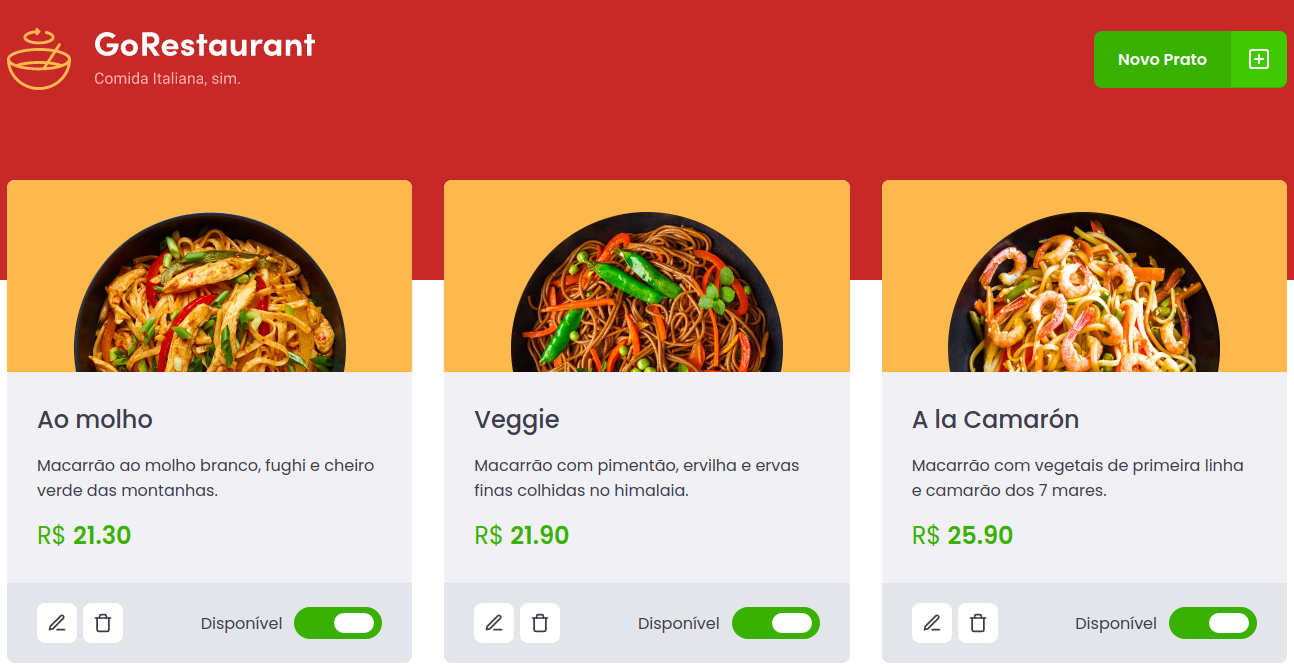 GoRestaurant
Comida Italiana, sim.
Novo Prato
Ao molho
Macarrão ao molho branco, fughi e cheiro
verde das montanhas.
R$ 21.30
Disponível
Veggie
Macarrão com pimentão, ervilha e ervas
finas colhidas no himalaia.
R$ 21.90
Disponível
A la Camarón
Macarrão com vegetais de primeira linha
e camarão dos 7 mares.
R$ 25.90
Disponível